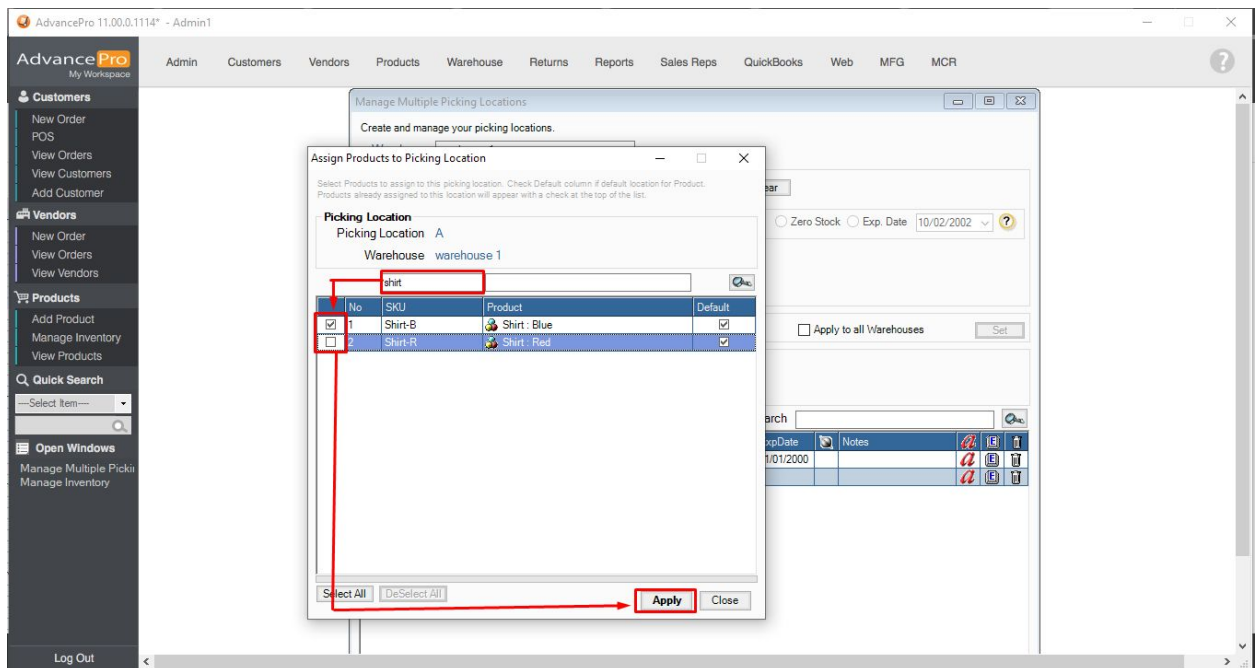 AdvancePro 11.00.0.1114* - Admin1
AdvancePro
My Workspace
Admin Customers Vendors Products Warehouse Returns Reports Sales Reps QuickBooks Web MFG MCR
?
Customers
New Order
POS
View Orders
View Customers
Add Customer
Vendors
New Order
View Orders
View Vendors
Products
Add Product
Manage Inventory
View Products
Quick Search
—Select Item—
Open Windows
Manage Multiple Pickin
Manage Inventory
Log Out
Manage Multiple Picking Locations
Create and manage your picking locations.
Zero Stock Exp. Date 10/02/2002 ?
Apply to all Warehouses Set
Notes
Assign Products to Picking Location
Select Products to assign to this picking location. Check Default column if default location for Product.
Products already assigned to this location will appear with a check at the top of the list.
Picking Location
Picking Location A
Warehouse warehouse 1
shirt
No SKU Product Default
1 Shirt-B Shirt : Blue
2 Shirt-R Shirt : Red
Select All DeSelect All Apply Close